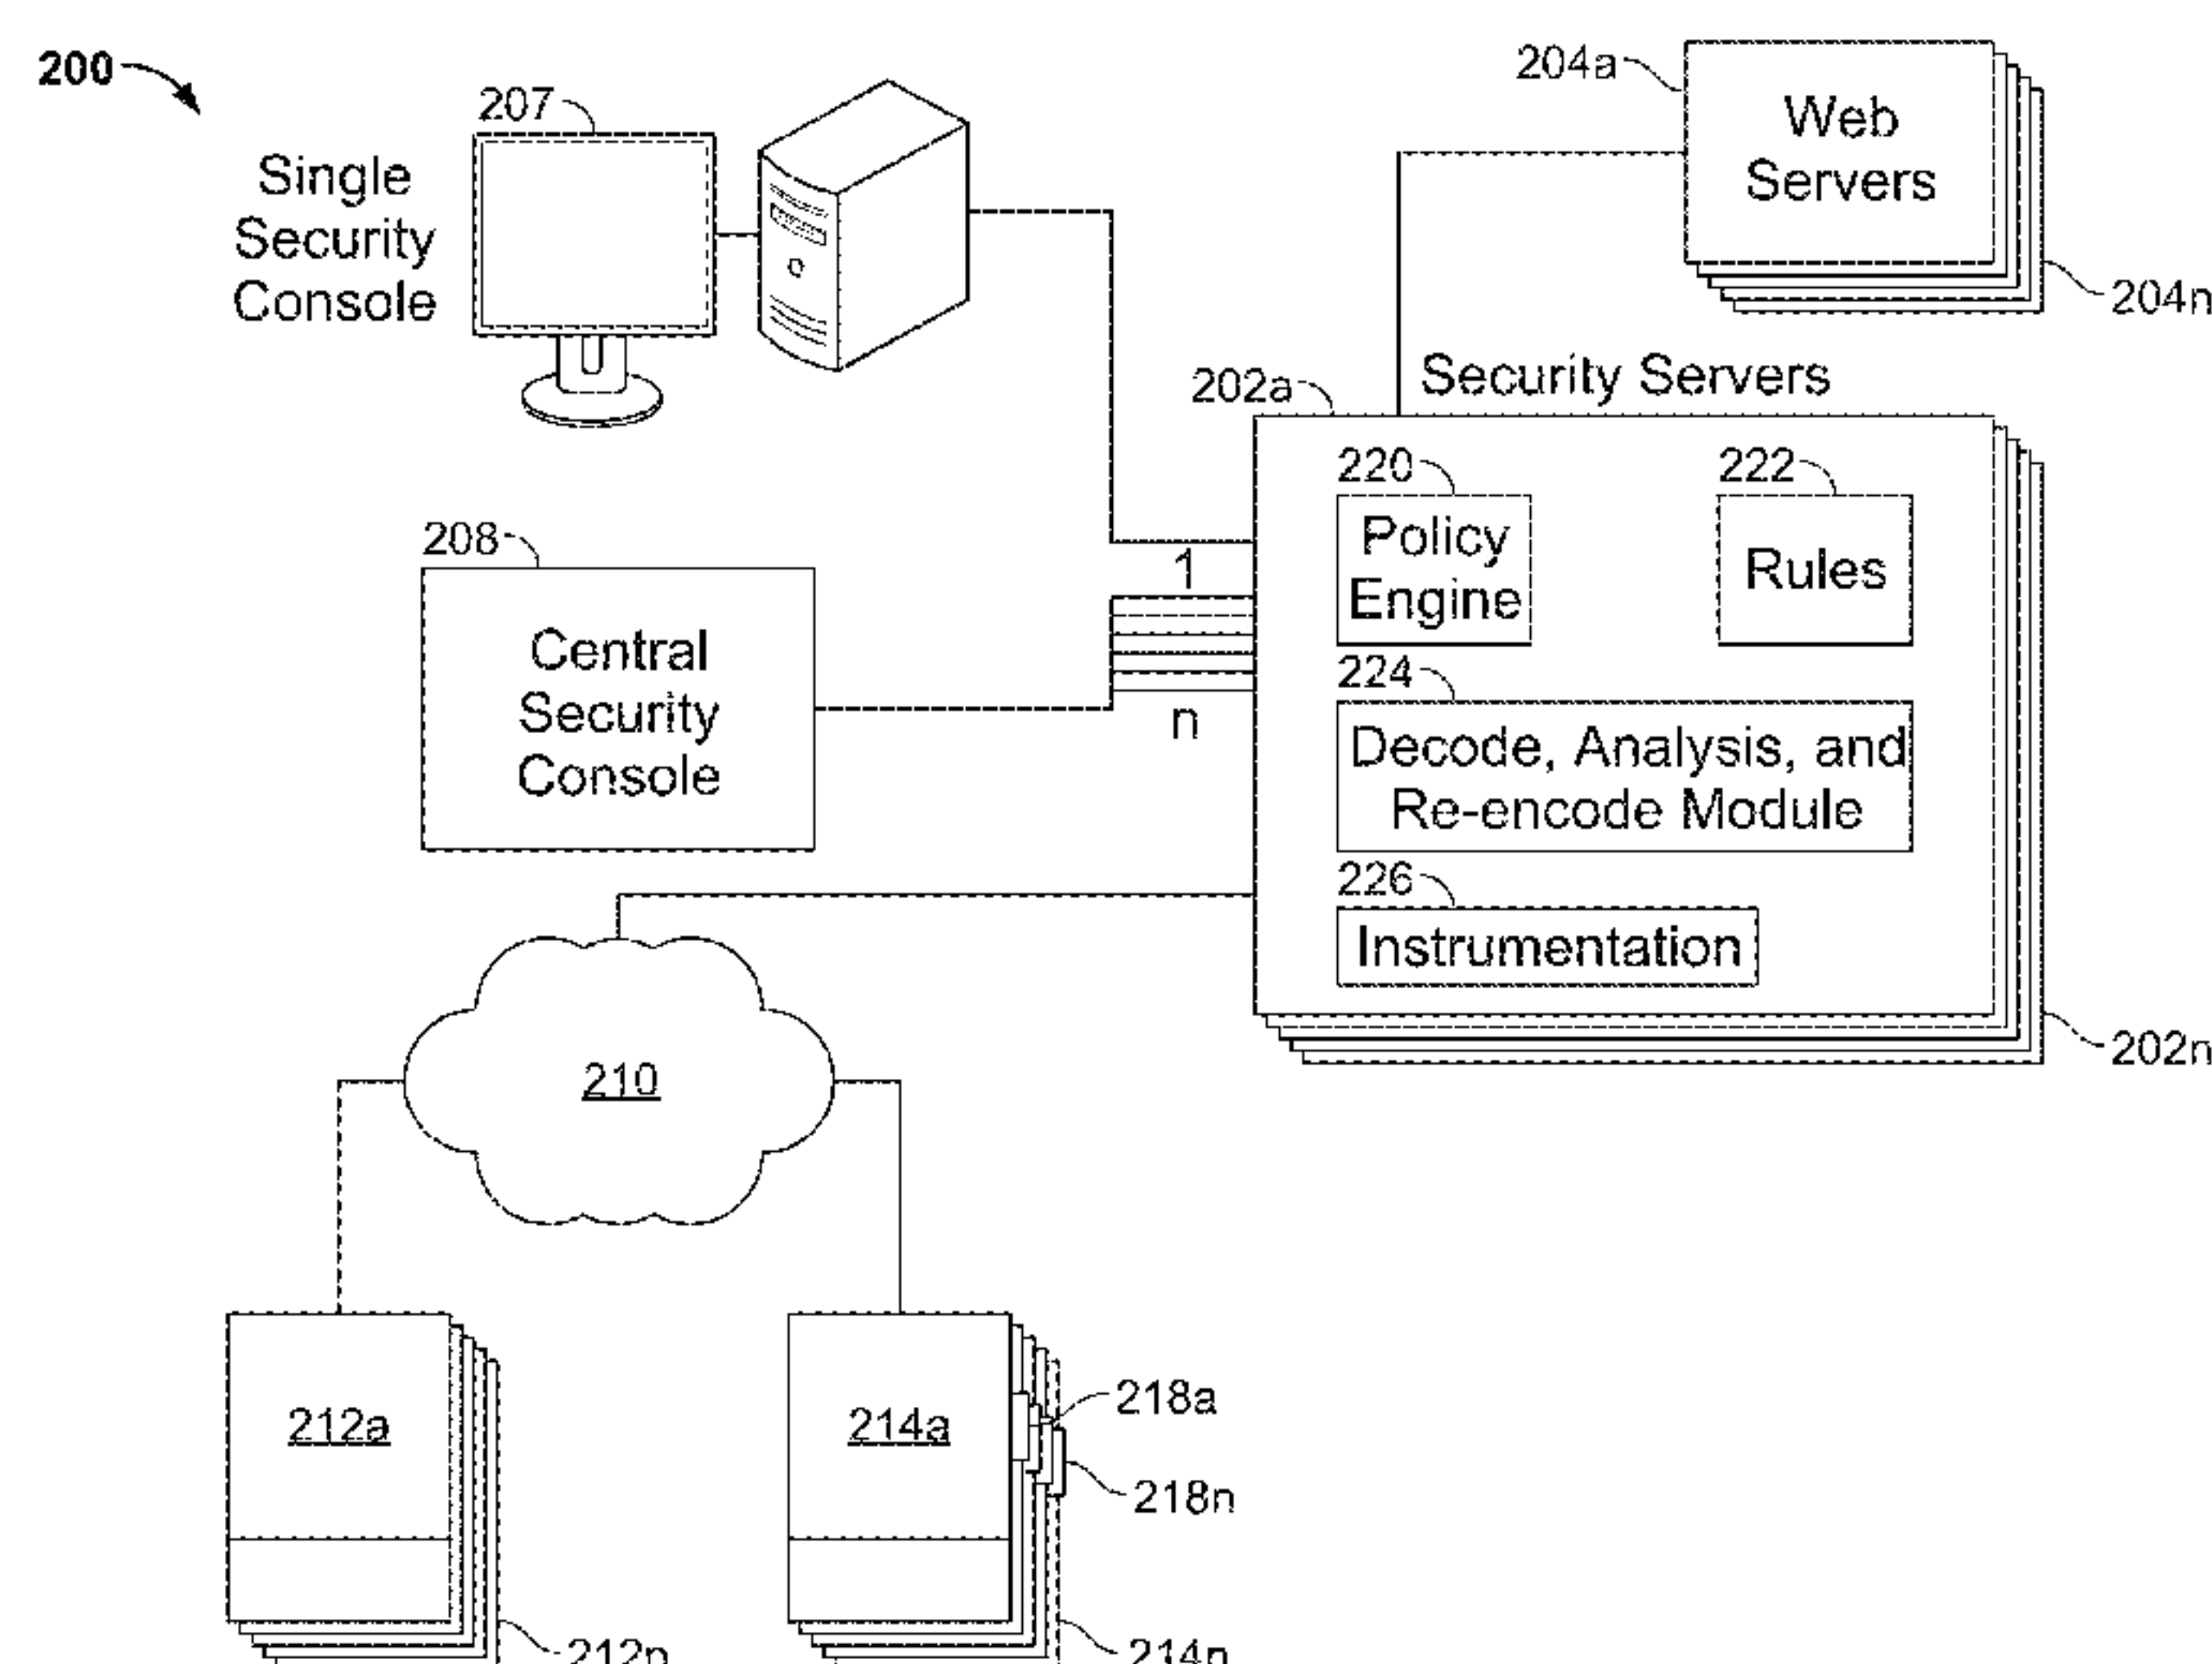 200
207
Single
Security
Console
204a
Web
Servers
204n
202a
Security Servers
220
Policy
Engine
222
Rules
208
Central
Security
Console
1
n
224
Decode, Analysis, and
Re-encode Module
226
Instrumentation
202n
210
212a
214a
218a
218n
212n
214n